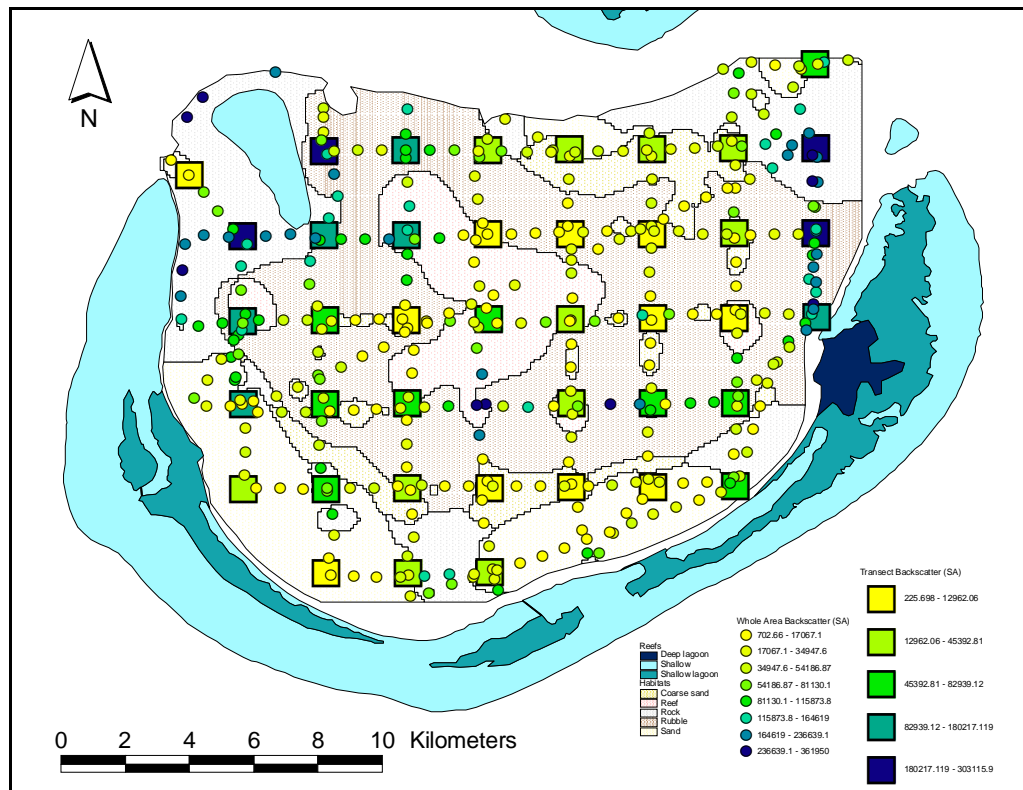 N
Transect Backscatter (SA)
225.698 - 12962.06
12962.06 - 45392.81
45392.81 - 82939.12
82939.12 - 180217.119
180217.119 - 303115.9
Whole Area Backscatter (SA)
702.66 - 17067.1
17067.1 - 34947.6
34947.6 - 54186.87
54186.87 - 81130.1
81130.1 - 115873.8
115873.8 - 164619
164619 - 236639.1
236639.1 - 361950
Reefs
Deep lagoon
Shallow
Shallow lagoon
Habitats
Coarse sand
Reef
Rock
Rubble
Sand
0 2 4 6 8 10 Kilometers